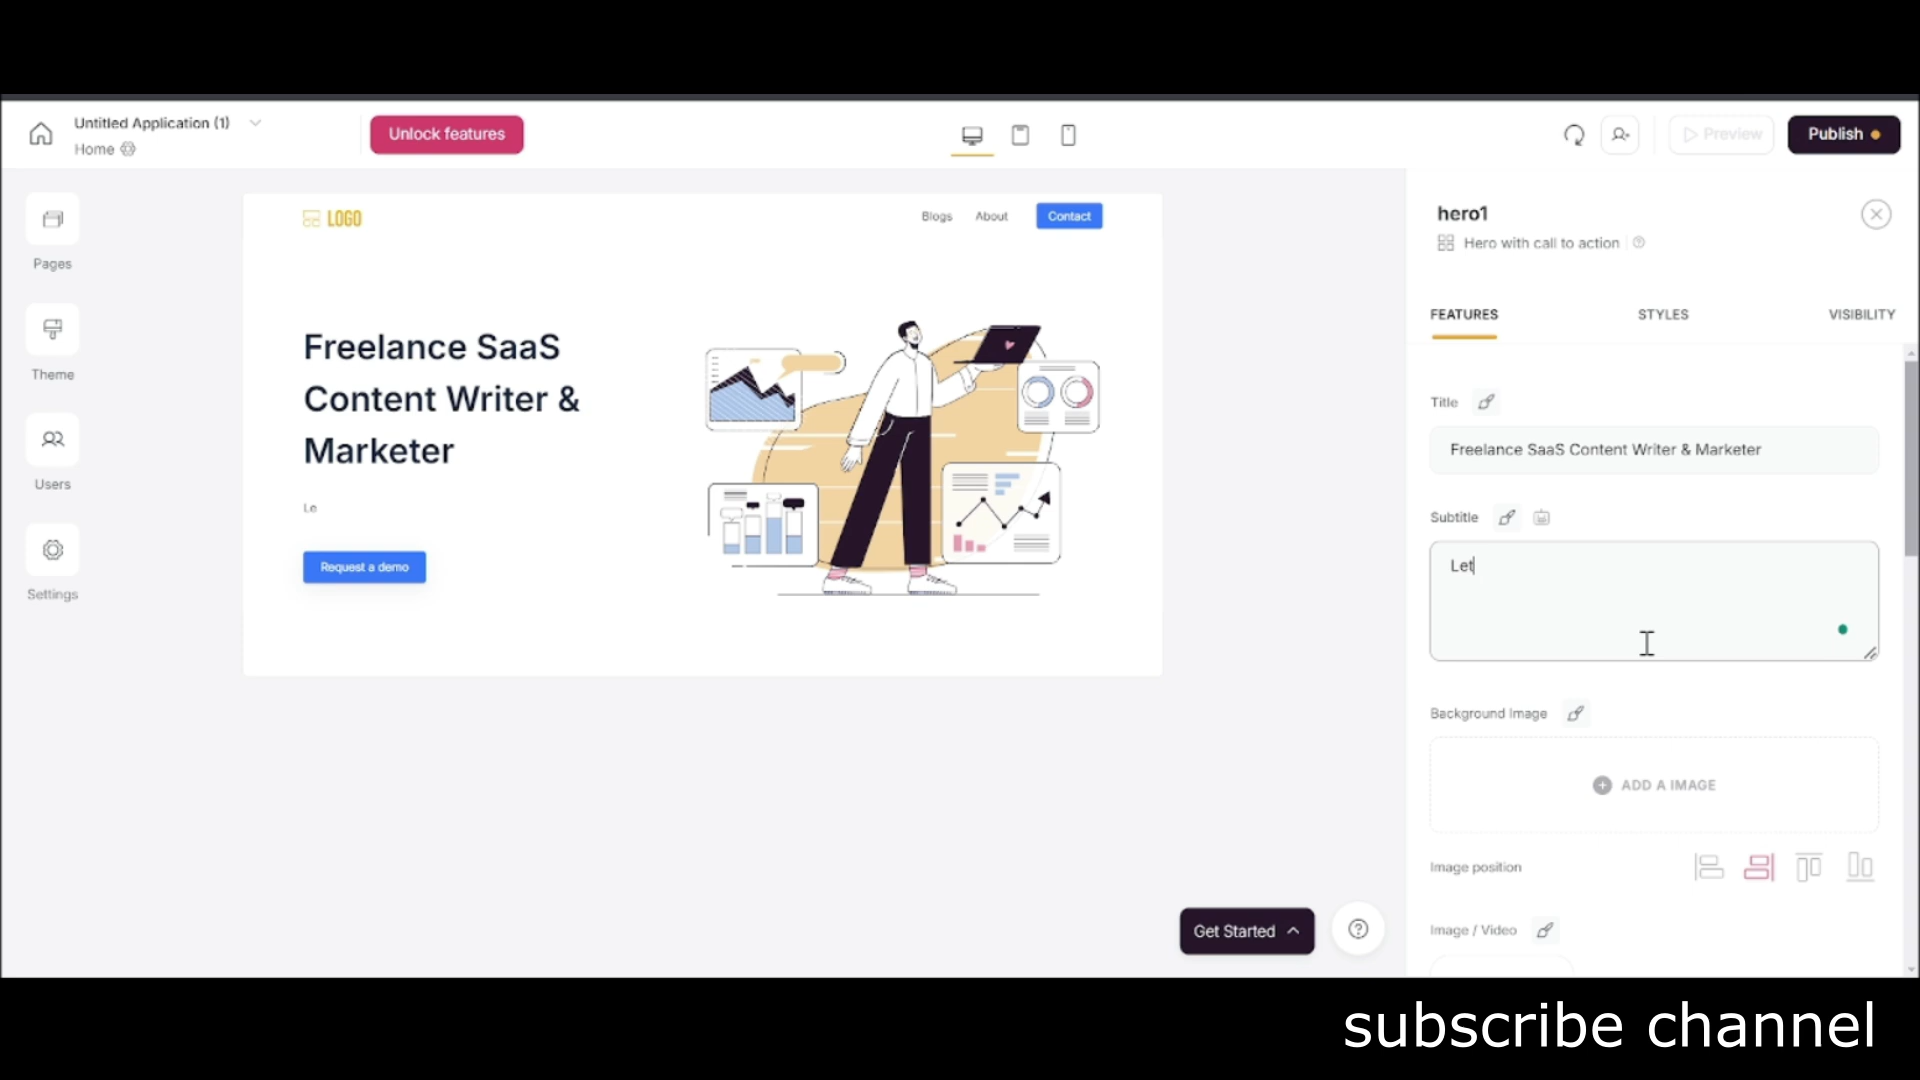 Untitled Application (1)
Home
Unlock features
Preview
Publish
Pages
Theme
Users
Settings
LOGO
Blogs
About
Contact
Freelance SaaS
Content Writer &
Marketer
Le
Request a demo
Get Started
hero1
Hero with call to action
FEATURES
STYLES
VISIBILITY
Title
Freelance SaaS Content Writer & Marketer
Subtitle
Let
Background Image
ADD A IMAGE
Image position
Image / Video
subscribe channel